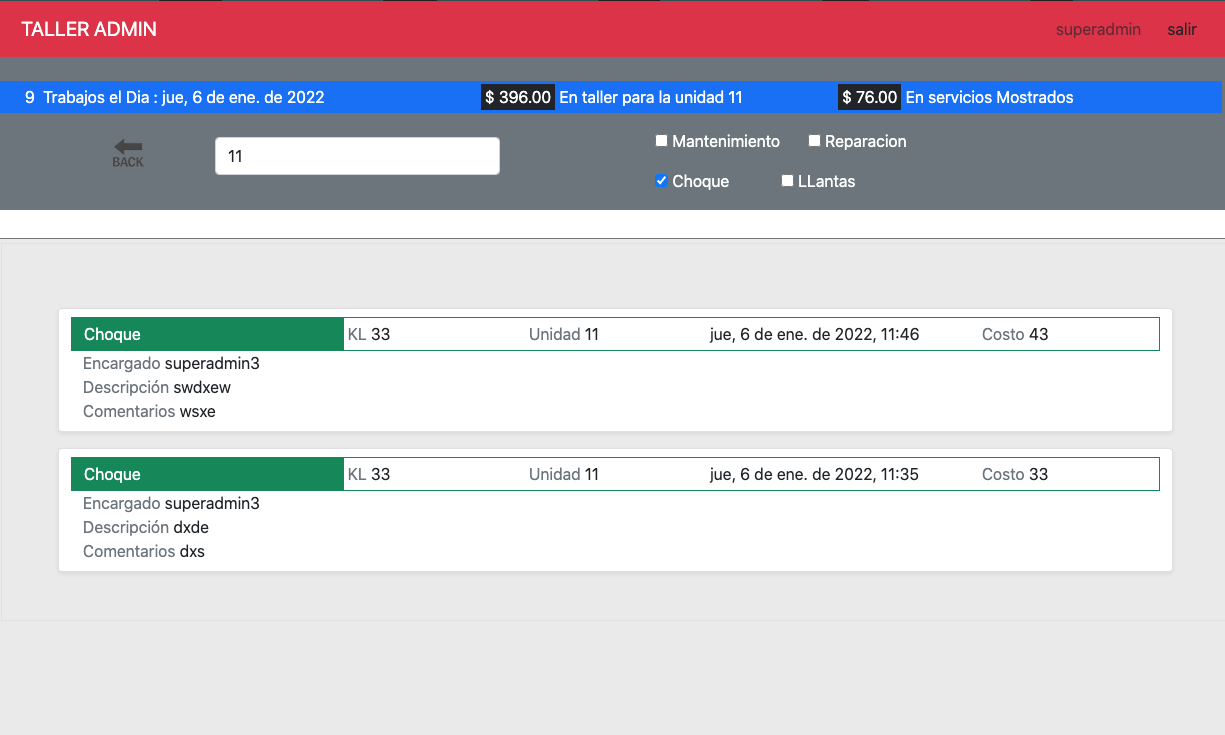 TALLER ADMIN superadmin salir
9 Trabajos el Dia : jue, 6 de ene. de 2022 $ 396.00 En taller para la unidad 11 $ 76.00 En servicios Mostrados
BACK 11 Mantenimiento Reparacion
Choque LLantas
Choque KL 33 Unidad 11 jue, 6 de ene. de 2022, 11:46 Costo 43
Encargado superadmin3
Descripción swdxew
Comentarios wsxe
Choque KL 33 Unidad 11 jue, 6 de ene. de 2022, 11:35 Costo 33
Encargado superadmin3
Descripción dxde
Comentarios dxs